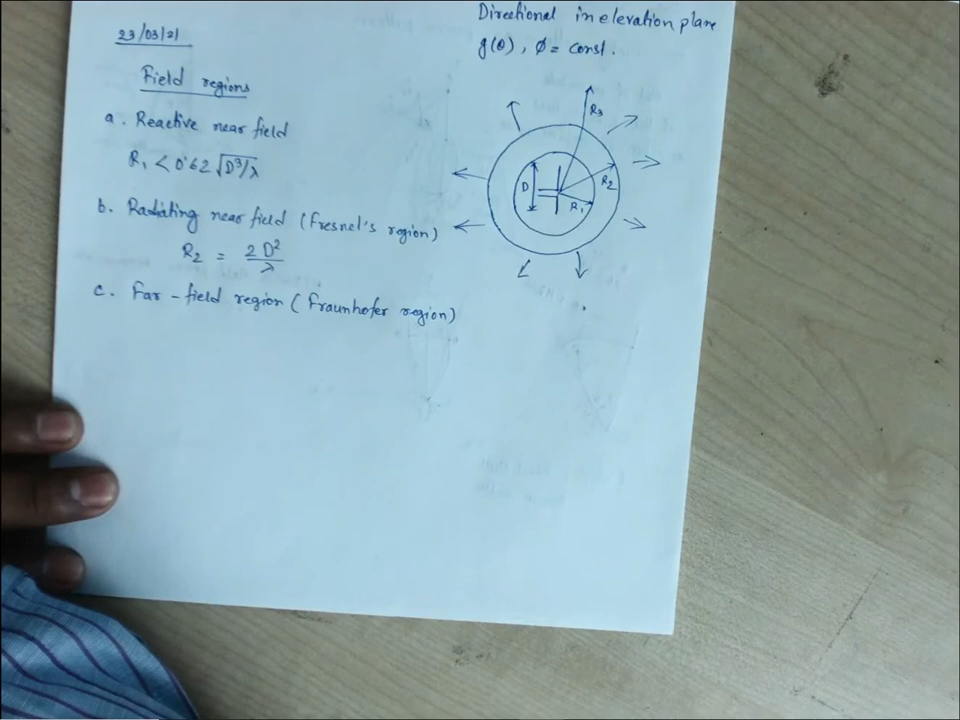 Directional in elevation plane
g(θ), φ = const.
23/03/21
Field regions
a. Reactive near field
R₁ < 0.62 √D³/λ
b. Radiating near field (Fresnel's region)
R₂ = 2D²/λ
c. Far-field region (Fraunhofer region)
R₃
R₂
D
R₁